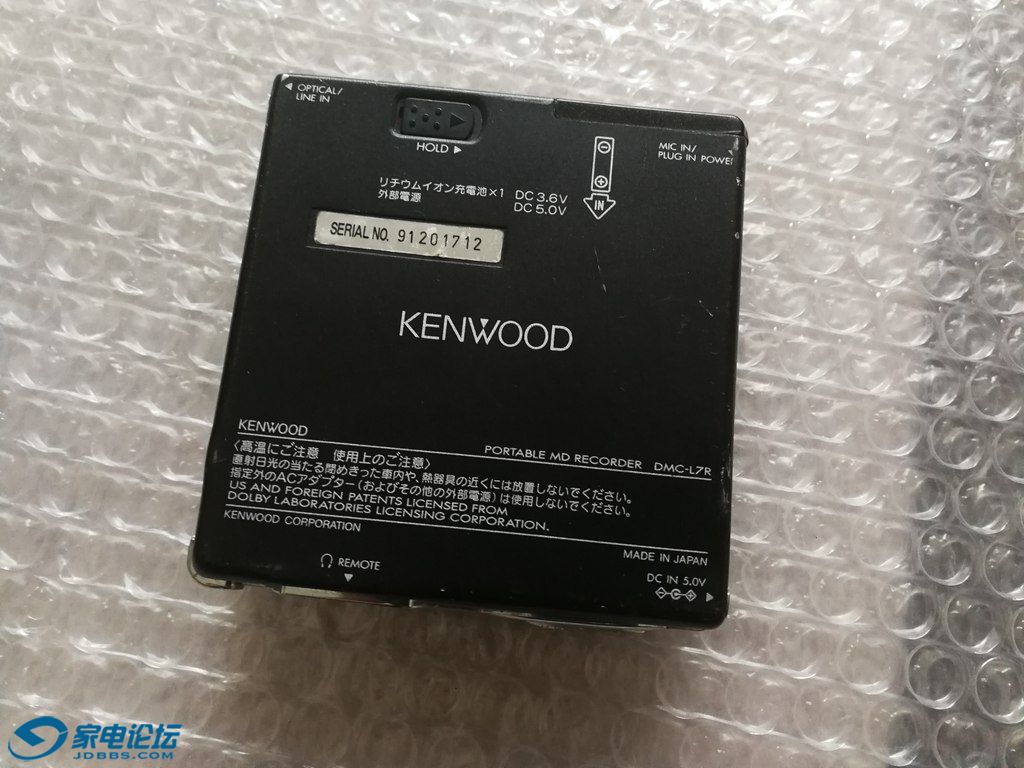 OPTICAL/
LINE IN
HOLD
MIC IN/
PLUG IN POWER
IN
リチウムイオン充電池×1 DC 3.6V
外部電源 DC 5.0V
SERIAL NO. 91201712
KENWOOD
KENWOOD
PORTABLE MD RECORDER DMC-L7R
〈高温にご注意 使用上のご注意〉
直射日光の当たる閉めきった車内や、熱器具の近くには放置しないでください。
指定外のACアダプター(およびその他の外部電源)は使用しないでください。
US AND FOREIGN PATENTS LICENSED FROM
DOLBY LABORATORIES LICENSING CORPORATION.
KENWOOD CORPORATION
MADE IN JAPAN
REMOTE
DC IN 5.0V
家电论坛
JDBBS.COM